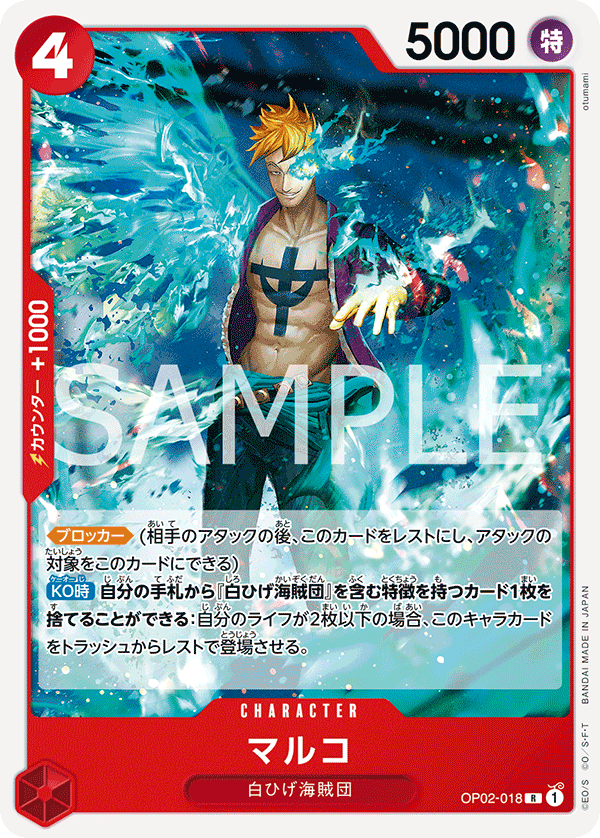 4
5000 特
otumami
カウンター +1000
SAMPLE
ブロッカー (相手のアタックの後、このカードをレストにし、アタックの
対象をこのカードにできる)
KO時 自分の手札から『白ひげ海賊団』を含む特徴を持つカード1枚を
捨てることができる:自分のライフが2枚以下の場合、このキャラカード
をトラッシュからレストで登場させる。
CHARACTER
マルコ
白ひげ海賊団
OP02-018 R 1
©E.O/S ©O/S・F・T BANDAI MADE IN JAPAN